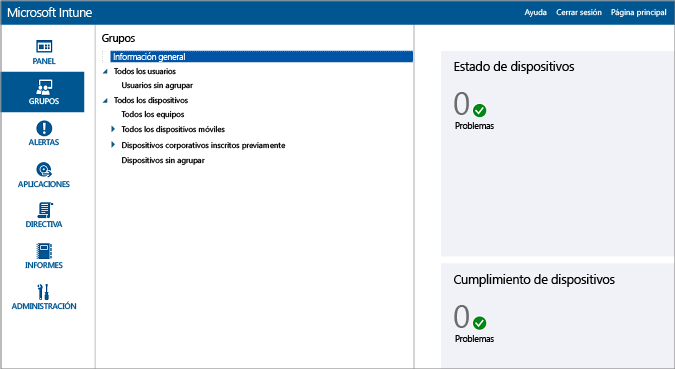 Microsoft Intune
Ayuda Cerrar sesión Página principal
PANEL
GRUPOS
ALERTAS
APLICACIONES
DIRECTIVA
INFORMES
ADMINISTRACIÓN
Grupos
Información general
Todos los usuarios
Usuarios sin agrupar
Todos los dispositivos
Todos los equipos
Todos los dispositivos móviles
Dispositivos corporativos inscritos previamente
Dispositivos sin agrupar
Estado de dispositivos
0
Problemas
Cumplimiento de dispositivos
0
Problemas